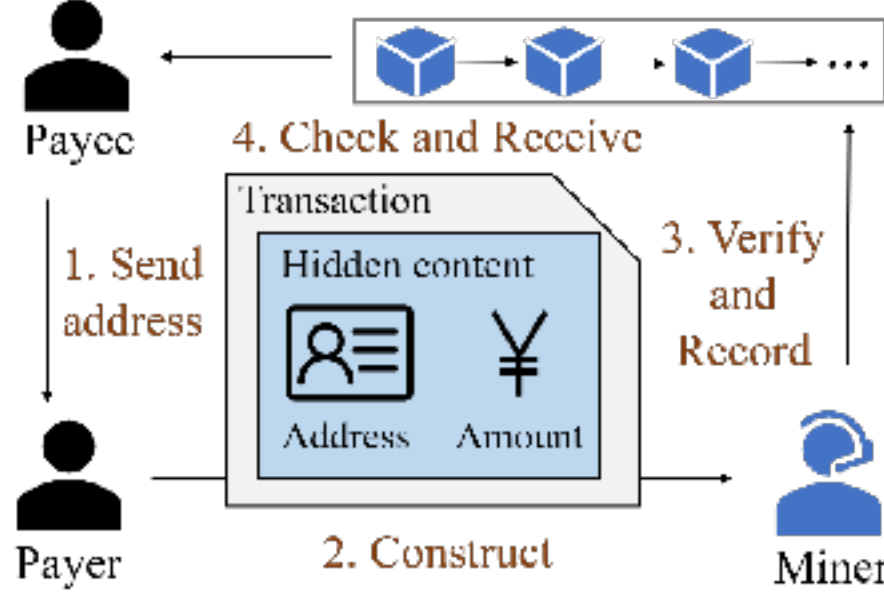 Payee
4. Check and Receive
Transaction
1. Send
address
Hidden content
¥
Address Amount
3. Verify
and
Record
Payer
2. Construct
Miner
...